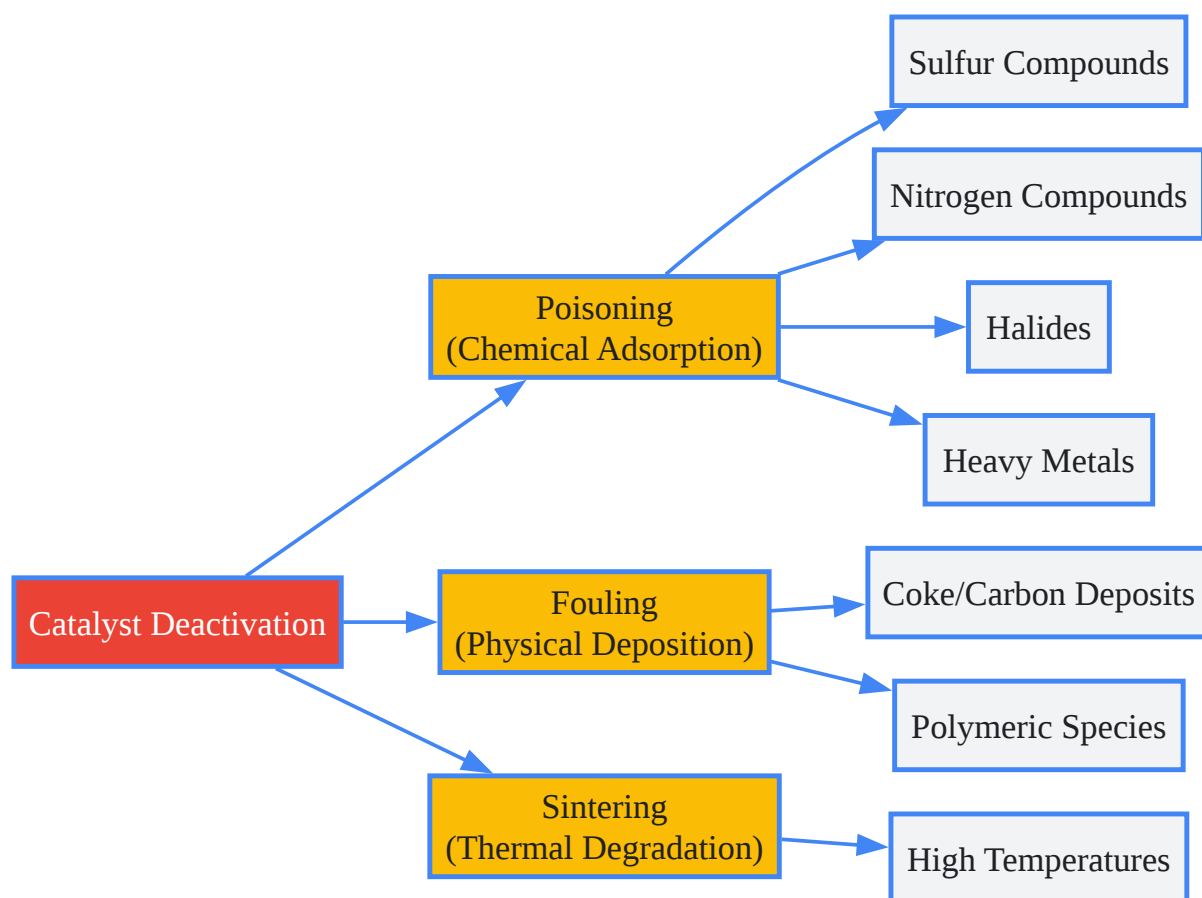 Catalyst Deactivation
Poisoning
(Chemical Adsorption)
Sulfur Compounds
Nitrogen Compounds
Halides
Heavy Metals
Fouling
(Physical Deposition)
Coke/Carbon Deposits
Polymeric Species
Sintering
(Thermal Degradation)
High Temperatures